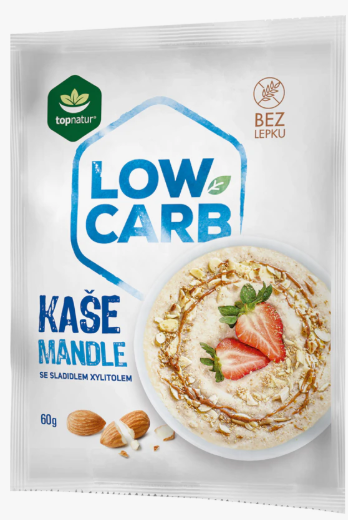 topnatur®
BEZ
LEPKU
LOW
CARB
KAŠE
MANDLE
SE SLADIDLEM XYLITOLEM
60g